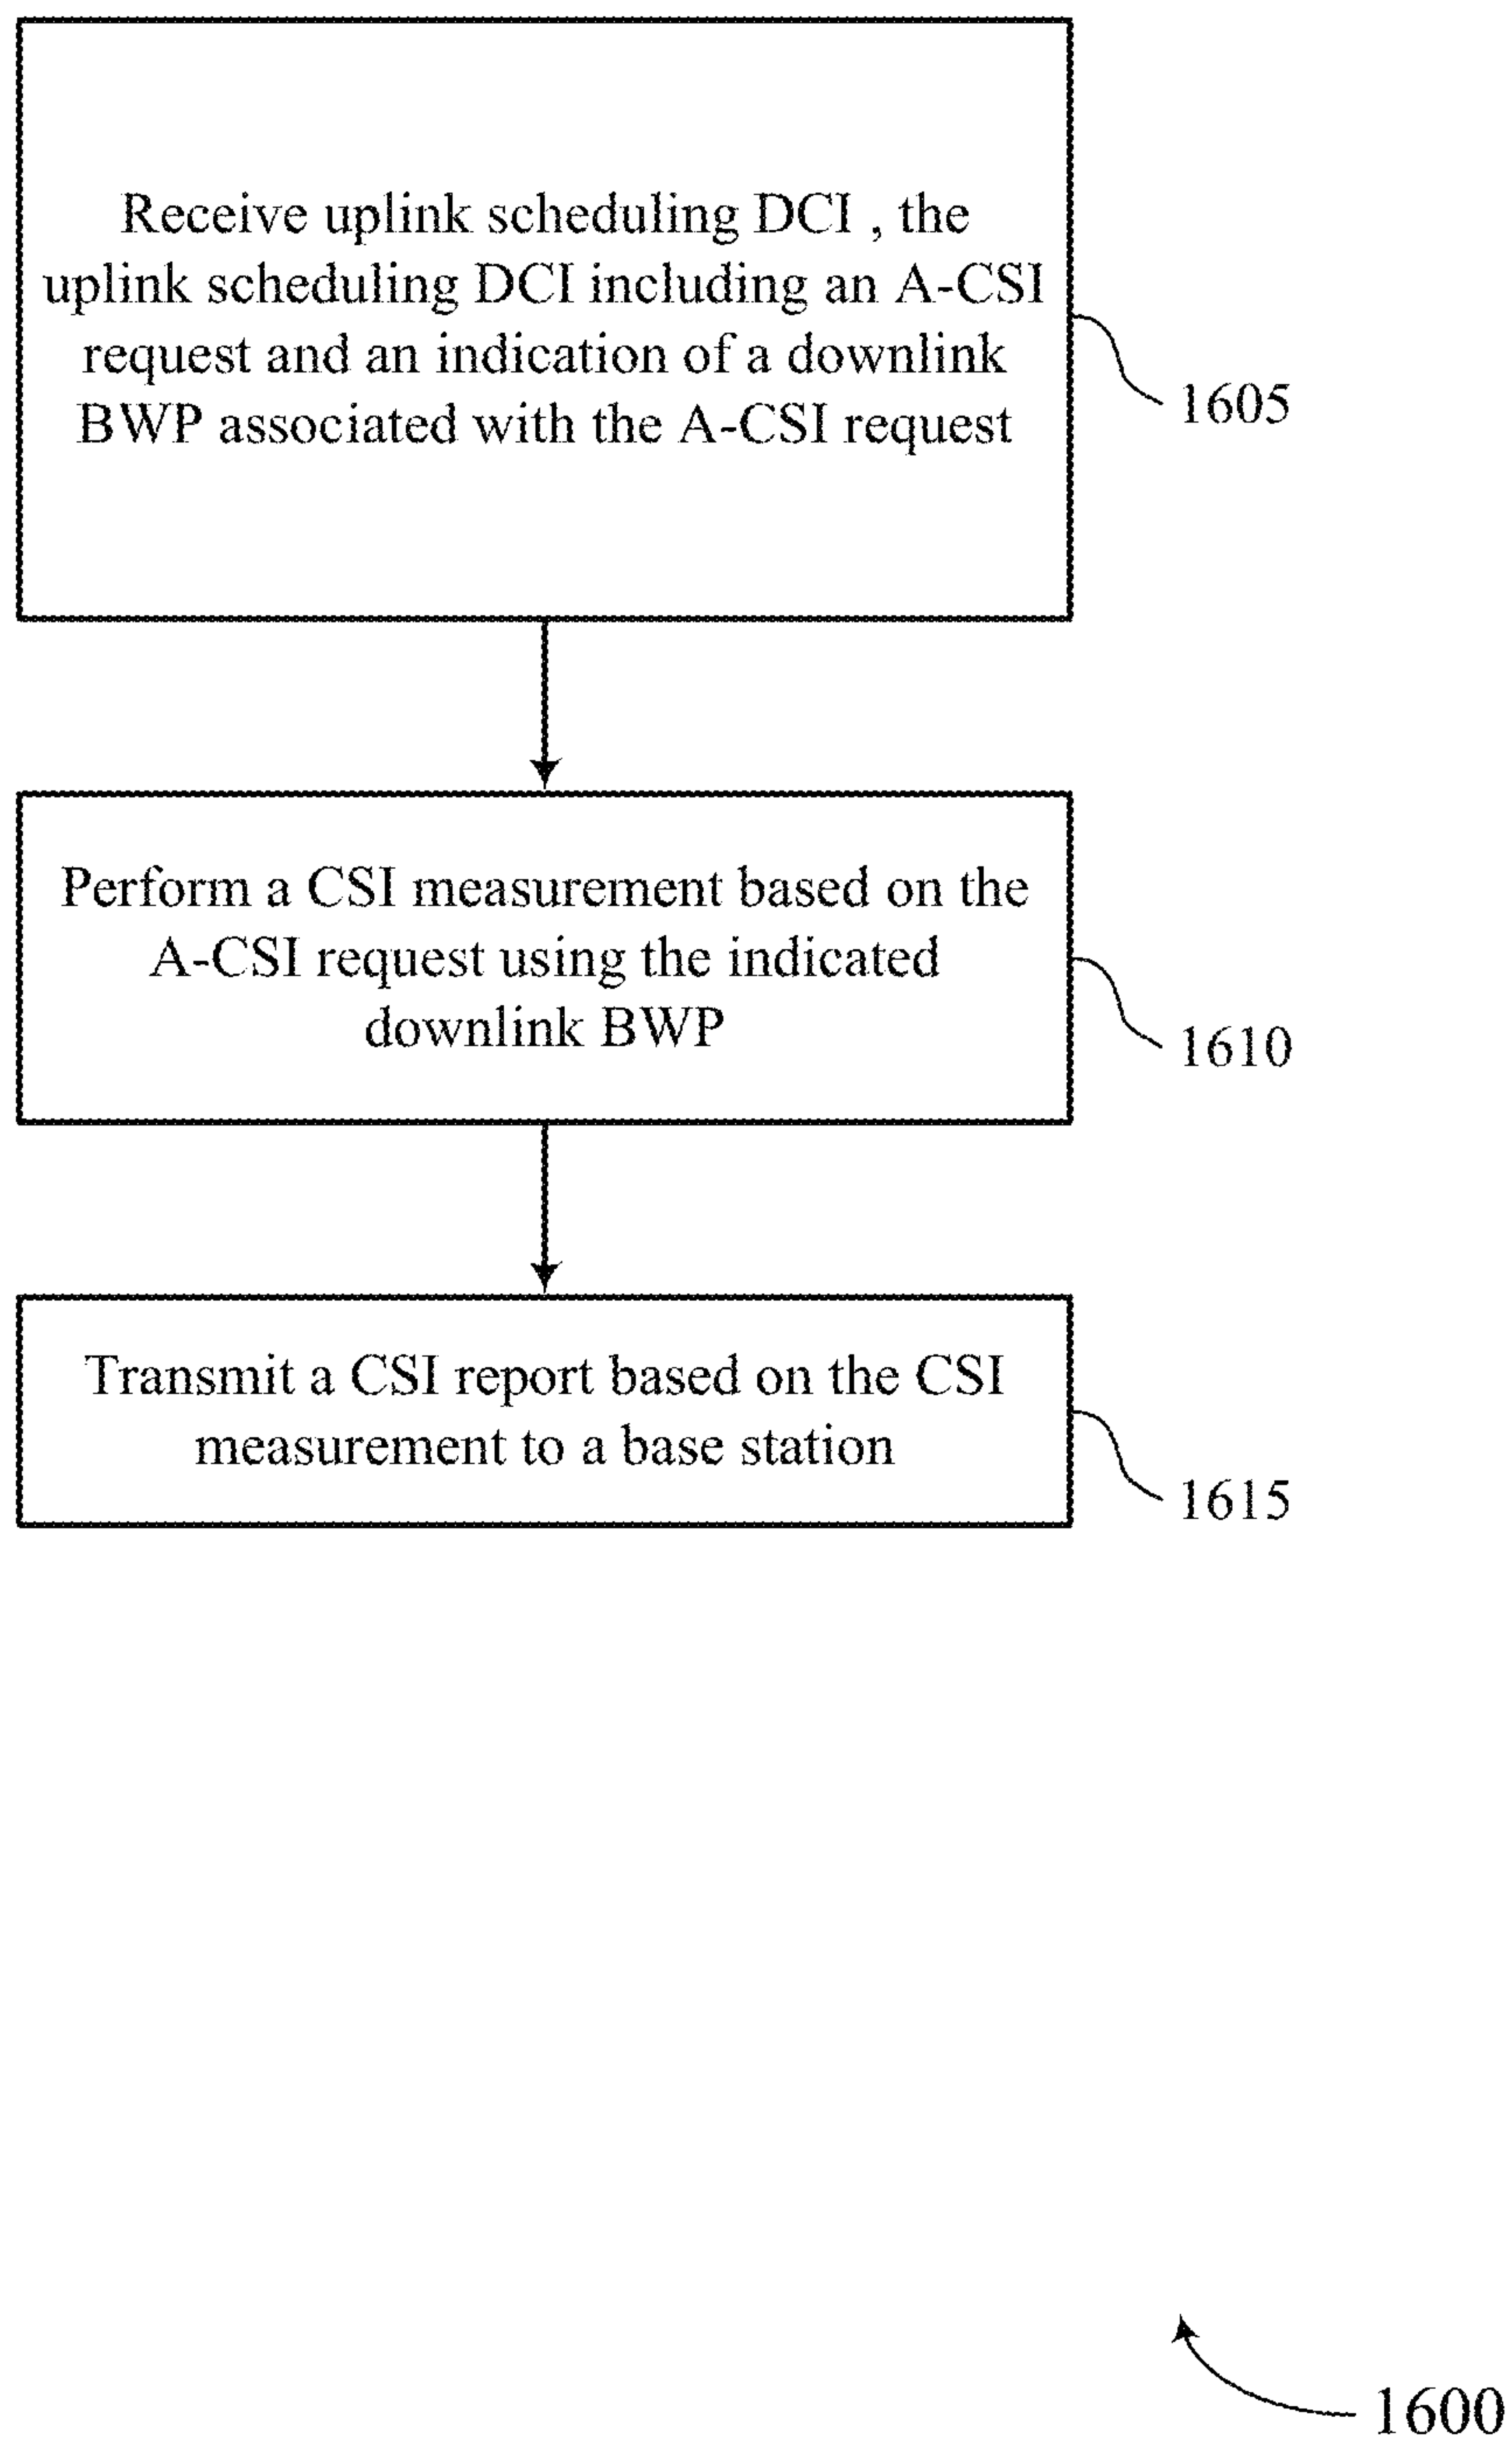 Receive uplink scheduling DCI , the
uplink scheduling DCI including an A-CSI
request and an indication of a downlink
BWP associated with the A-CSI request
1605
Perform a CSI measurement based on the
A-CSI request using the indicated
downlink BWP
1610
Transmit a CSI report based on the CSI
measurement to a base station
1615
1600